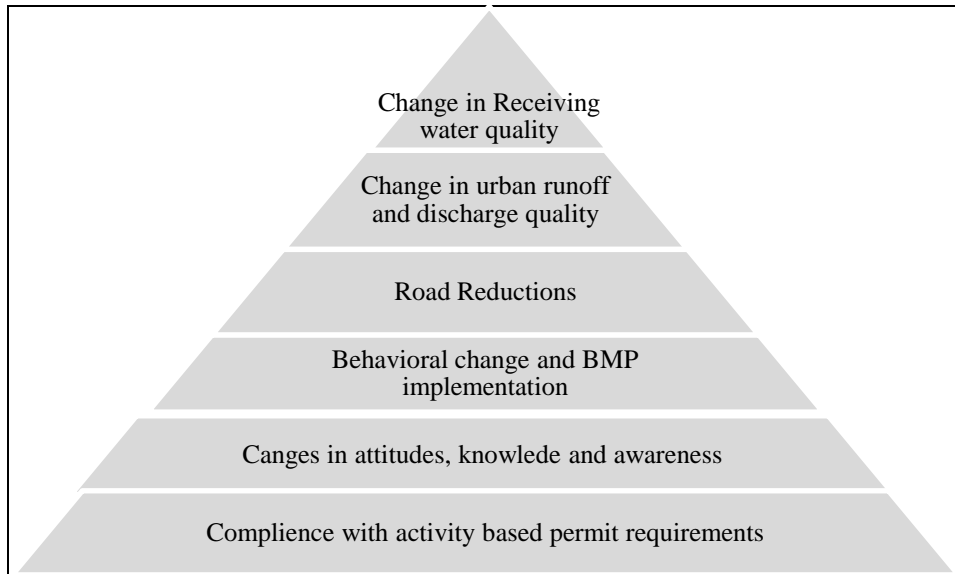 Change in Receiving
water quality
Change in urban runoff
and discharge quality
Road Reductions
Behavioral change and BMP
implementation
Canges in attitudes, knowlede and awareness
Complience with activity based permit requirements